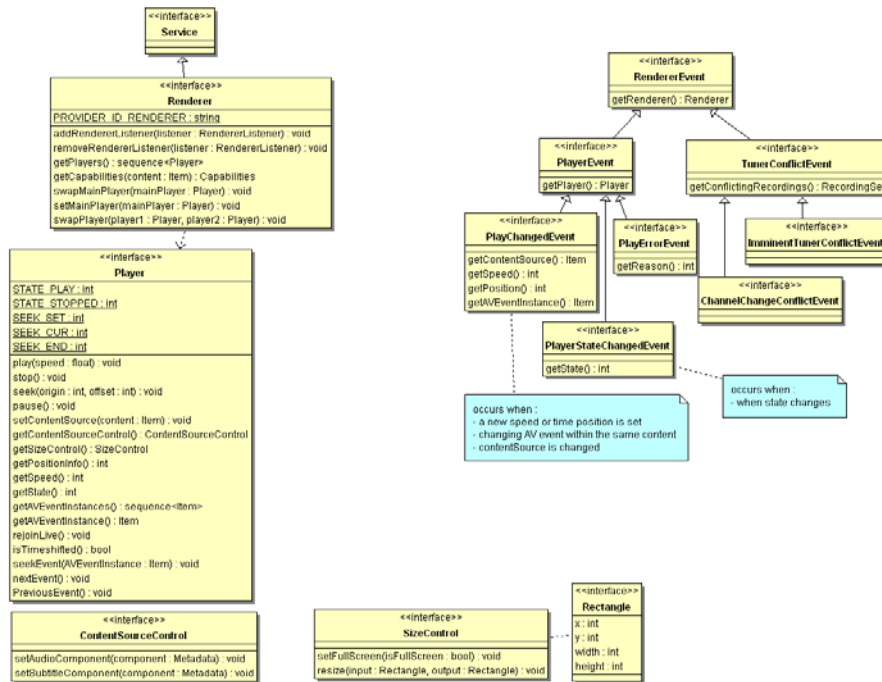 <<interface>>
Service
<<interface>>
Renderer
PROVIDER_ID_RENDERER : string
addRendererListener(listener : RendererListener) : void
removeRendererListener(listener : RendererListener) : void
getPlayers() : sequence<Player>
getCapabilities(content : Item) : Capabilities
swapMainPlayer(mainPlayer : Player) : void
setMainPlayer(mainPlayer : Player) : void
swapPlayer(player1 : Player, player2 : Player) : void
<<interface>>
Player
STATE_PLAY : int
STATE_STOPPED : int
SEEK_SET : int
SEEK_CUR : int
SEEK_END : int
play(speed : float) : void
stop() : void
seek(origin : int, offset : int) : void
pause() : void
setContentSource(content : Item) : void
getContentSourceControl() : ContentSourceControl
getSizeControl() : SizeControl
getPositionInfo() : int
getSpeed() : int
getState() : int
getAVEventInstances() : sequence<Item>
getAVEventInstance() : Item
rejoinLive() : void
isTimeshifted() : bool
seekEvent(AVEventInstance : Item) : void
nextEvent() : void
PreviousEvent() : void
<<interface>>
ContentSourceControl
setAudioComponent(component : Metadata) : void
setSubtitleComponent(component : Metadata) : void
<<interface>>
RendererEvent
getRenderer() : Renderer
<<interface>>
PlayerEvent
getPlayer() : Player
<<interface>>
TunerConflictEvent
getConflictingRecordings() : RecordingSe
<<interface>>
PlayChangedEvent
getContentSource() : Item
getSpeed() : int
getPosition() : int
getAVEventInstance() : Item
<<interface>>
PlayErrorEvent
getReason() : int
<<interface>>
ImminentTunerConflictEvent
<<interface>>
ChannelChangeConflictEvent
<<interface>>
PlayerStateChangedEvent
getState() : int
occurs when :
- a new speed or time position is set
- changing AV event within the same content
- contentSource is changed
occurs when :
- when state changes
<<interface>>
SizeControl
setFullScreen(isFullScreen : bool) : void
resize(input : Rectangle, output : Rectangle) : void
<<interface>>
Rectangle
x : int
y : int
width : int
height : int